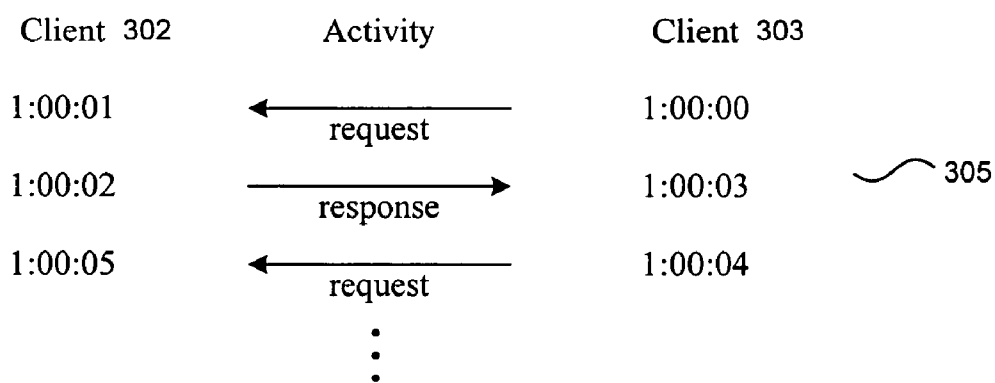 Client 302 Activity Client 303
1:00:01 request 1:00:00
1:00:02 response 1:00:03 305
1:00:05 request 1:00:04